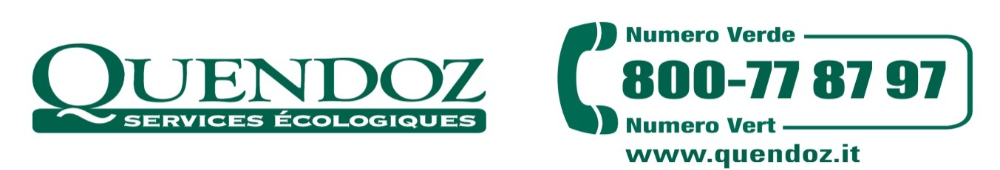 QUENDOZ
SERVICES ÉCOLOGIQUES
Numero Verde
800-77 87 97
Numero Vert
www.quendoz.it